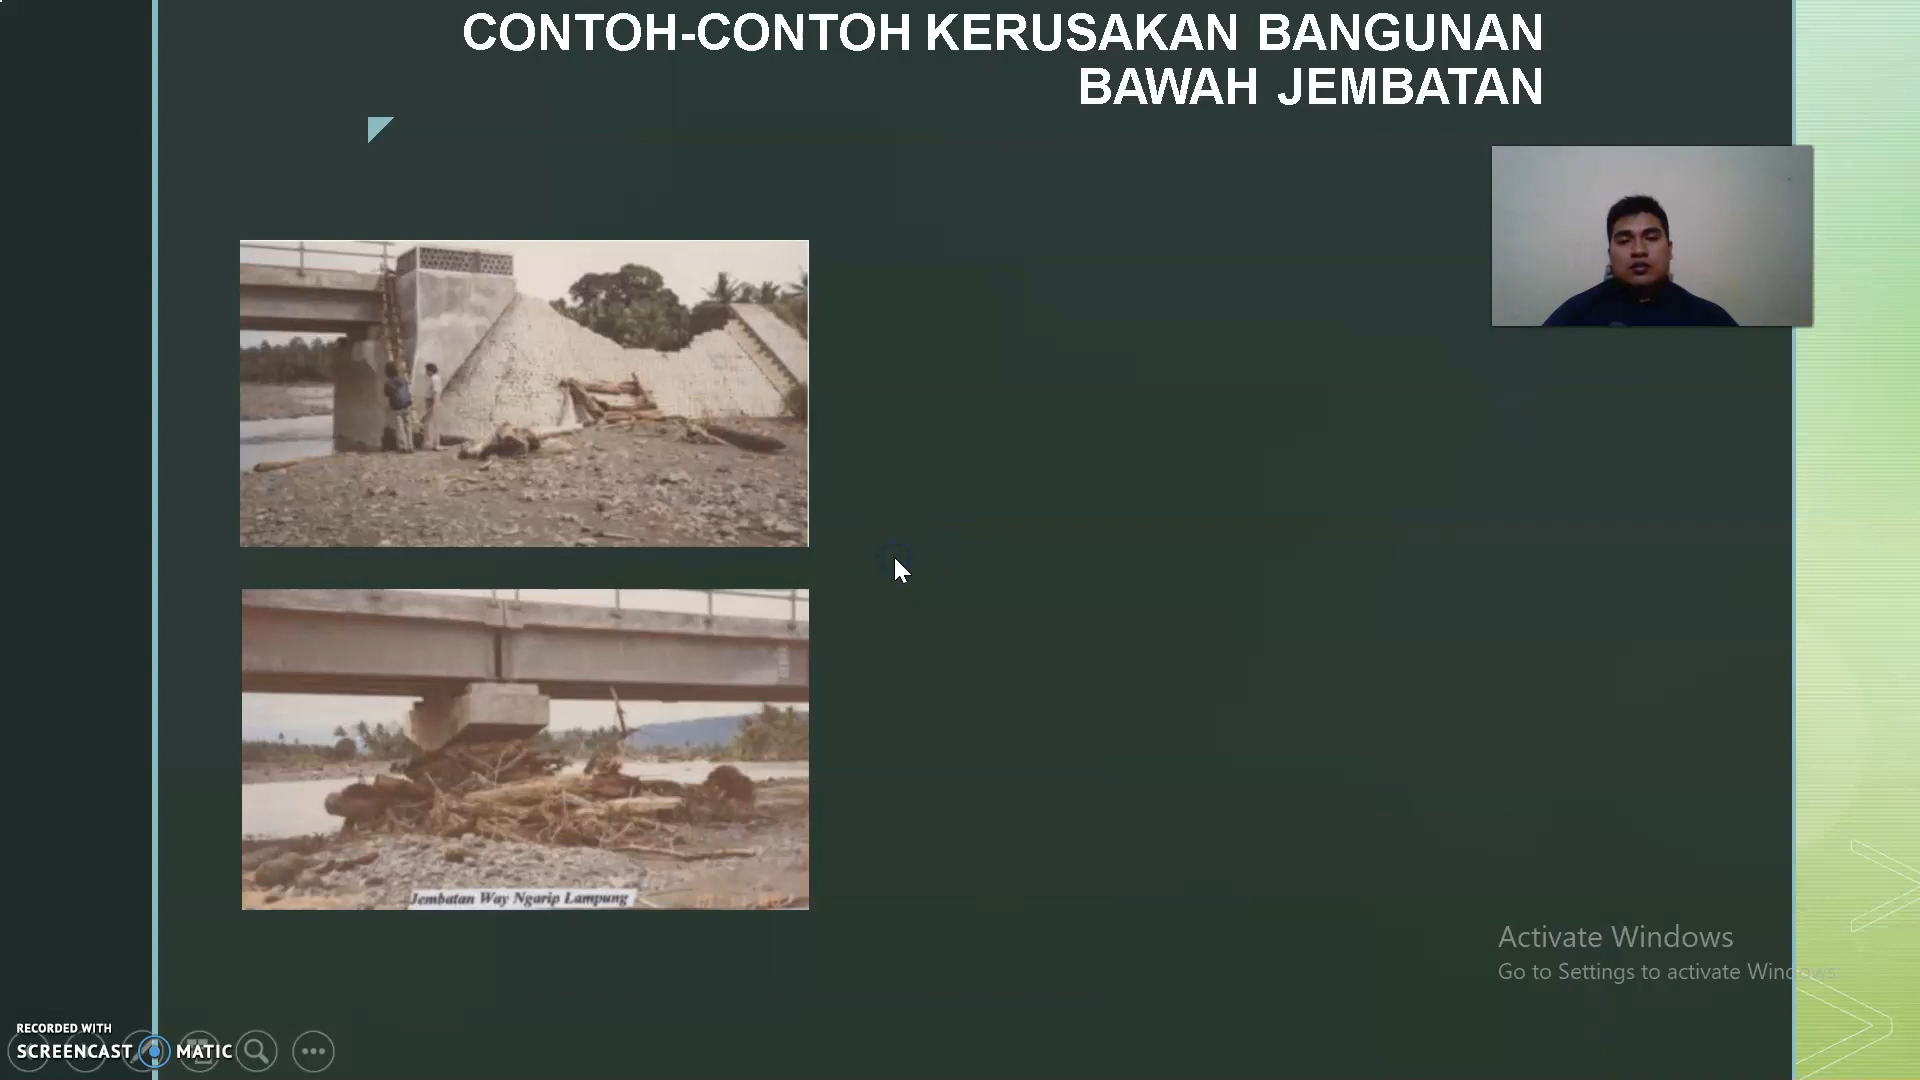 CONTOH-CONTOH KERUSAKAN BANGUNAN
BAWAH JEMBATAN
Jembatan Way Ngarip Lampung
Activate Windows
Go to Settings to activate Windows.
RECORDED WITH
SCREENCAST MATIC